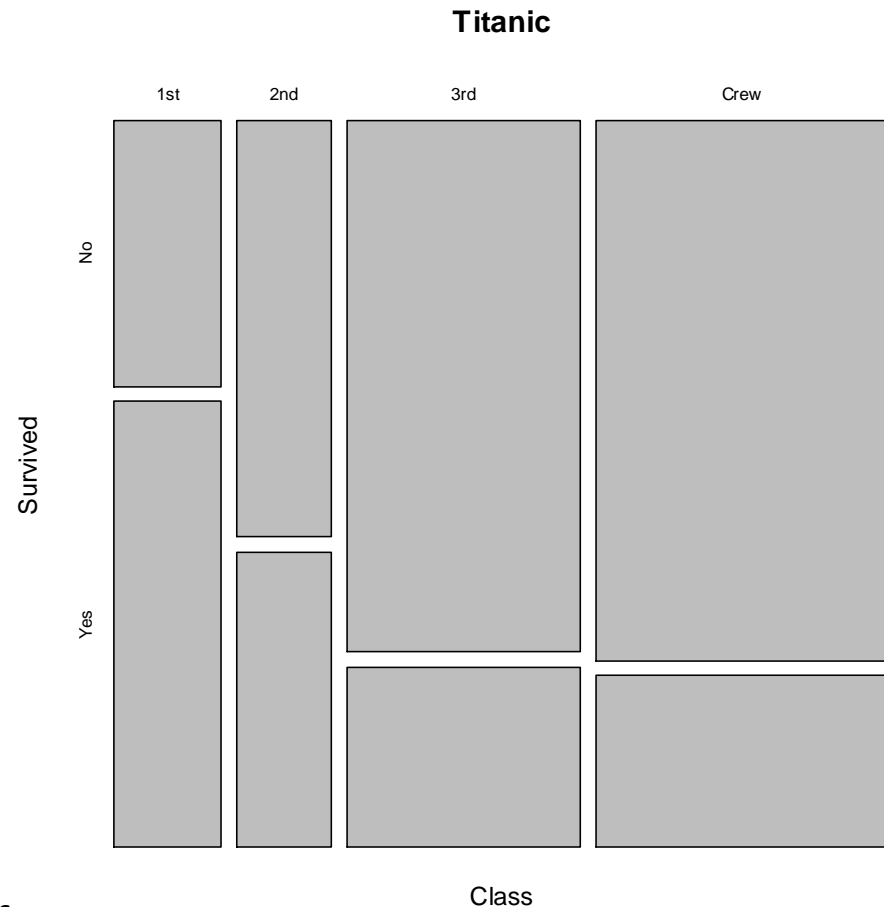 Titanic
1st 2nd 3rd Crew
No
Survived
Yes
Class